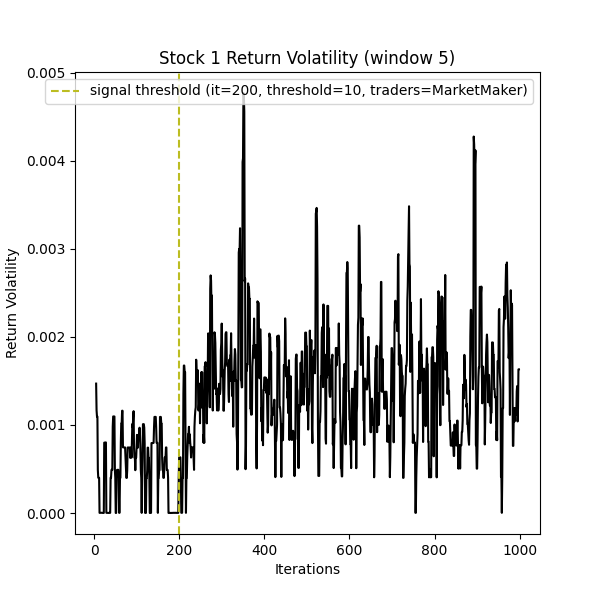 Stock 1 Return Volatility (window 5)
signal threshold (it=200, threshold=10, traders=MarketMaker)
Return Volatility
0.005
0.004
0.003
0.002
0.001
0.000
0 200 400 600 800 1000
Iterations